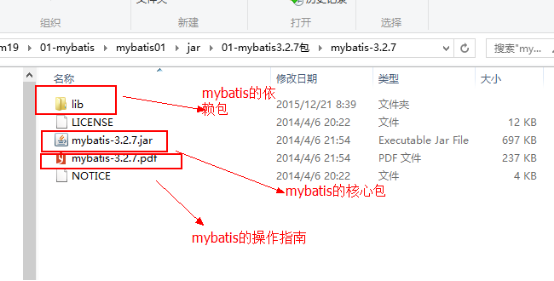 历史记录
组织
新建
打开
选择
m19 › 01-mybatis › mybatis01 › jar › 01-mybatis3.2.7包 › mybatis-3.2.7
搜索"my...
名称 修改日期 类型 大小
mybatis的依
赖包
lib 2015/12/21 8:39 文件夹
LICENSE 2014/4/6 20:22 文件 12 KB
mybatis-3.2.7.jar 2014/4/6 21:54 Executable Jar File 697 KB
mybatis-3.2.7.pdf 2014/4/6 21:54 PDF 文件 237 KB
NOTICE 2014/4/6 20:22 文件 4 KB
mybatis的核心包
mybatis的操作指南